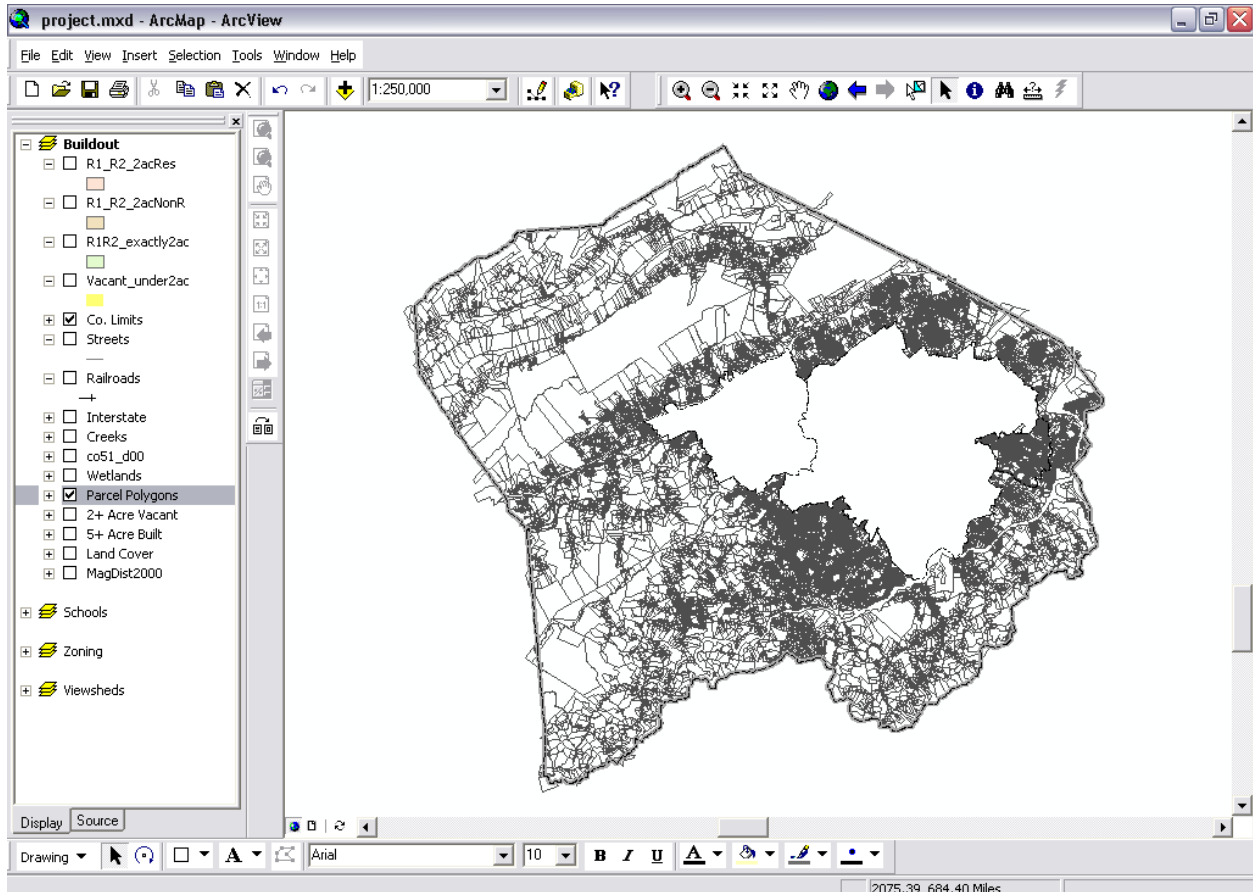 project.mxd - ArcMap - ArcView
File Edit View Insert Selection Tools Window Help
1:250,000
Buildout
R1_R2_2acRes
R1_R2_2acNonR
R1R2_exactly2ac
Vacant_under2ac
Co. Limits
Streets
Railroads
Interstate
Creeks
co51_d00
Wetlands
Parcel Polygons
2+ Acre Vacant
5+ Acre Built
Land Cover
MagDist2000
Schools
Zoning
Viewsheds
1:1
Display Source
Drawing A Arial 10 B I U A
2075.39 684.40 Miles